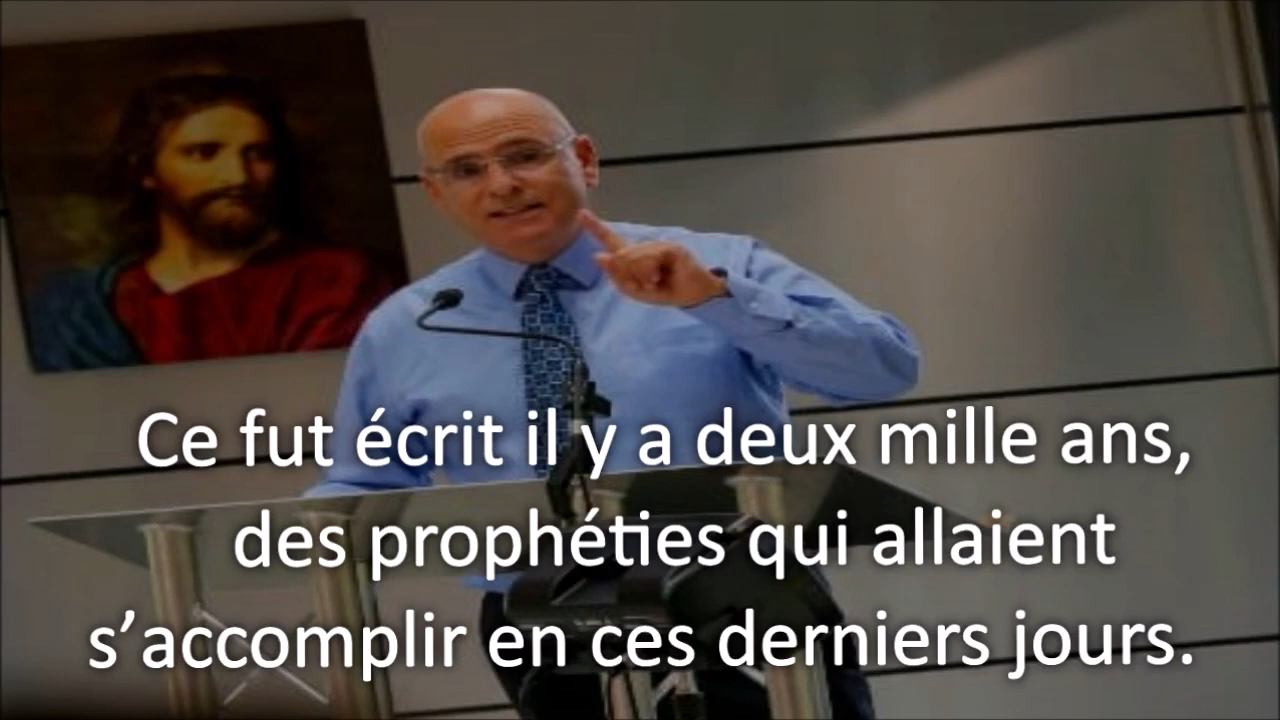 Ce fut écrit il y a deux mille ans,
des prophéties qui allaient
s’accomplir en ces derniers jours.